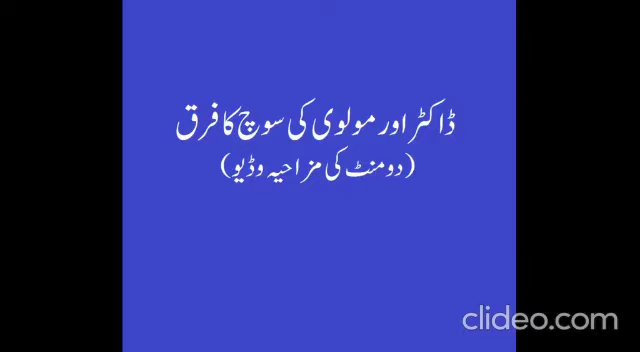 ڈاکٹر اور مولوی کی سوچ کا فرق
(دو منٹ کی مزاحیہ وڈیو)
clideo.com